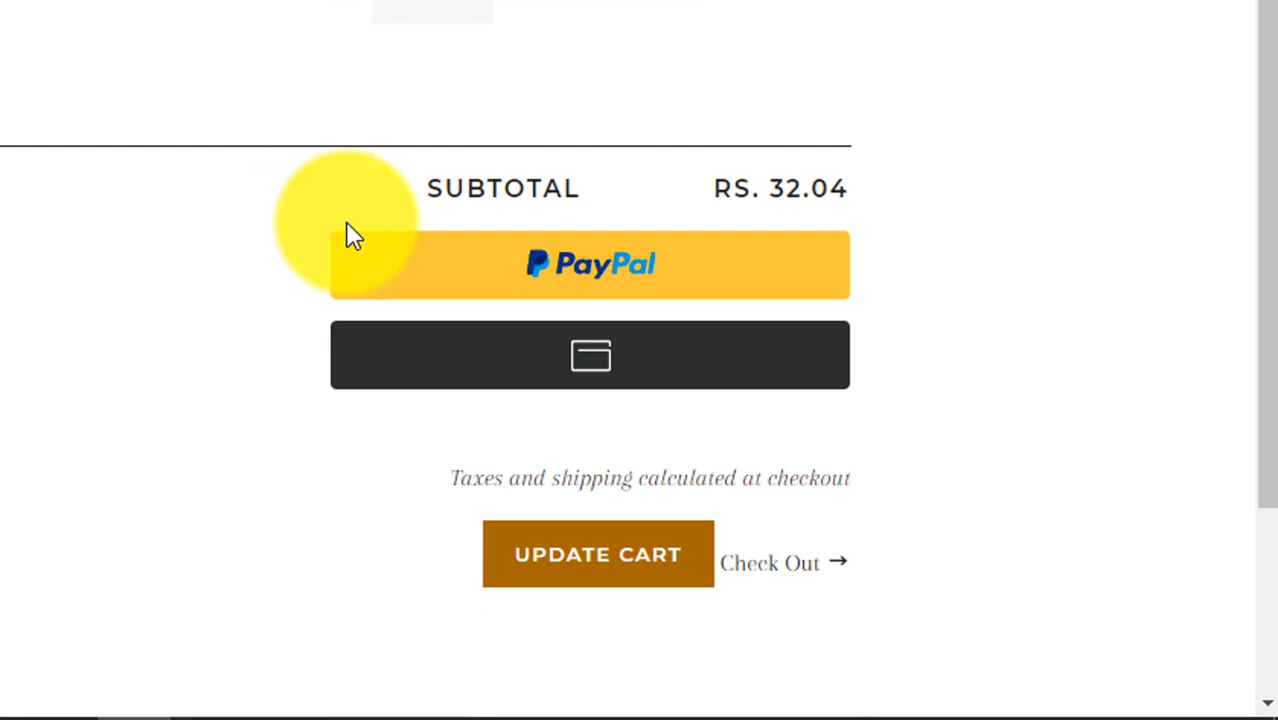 SUBTOTAL RS. 32.04
PayPal
Taxes and shipping calculated at checkout
UPDATE CART Check Out →